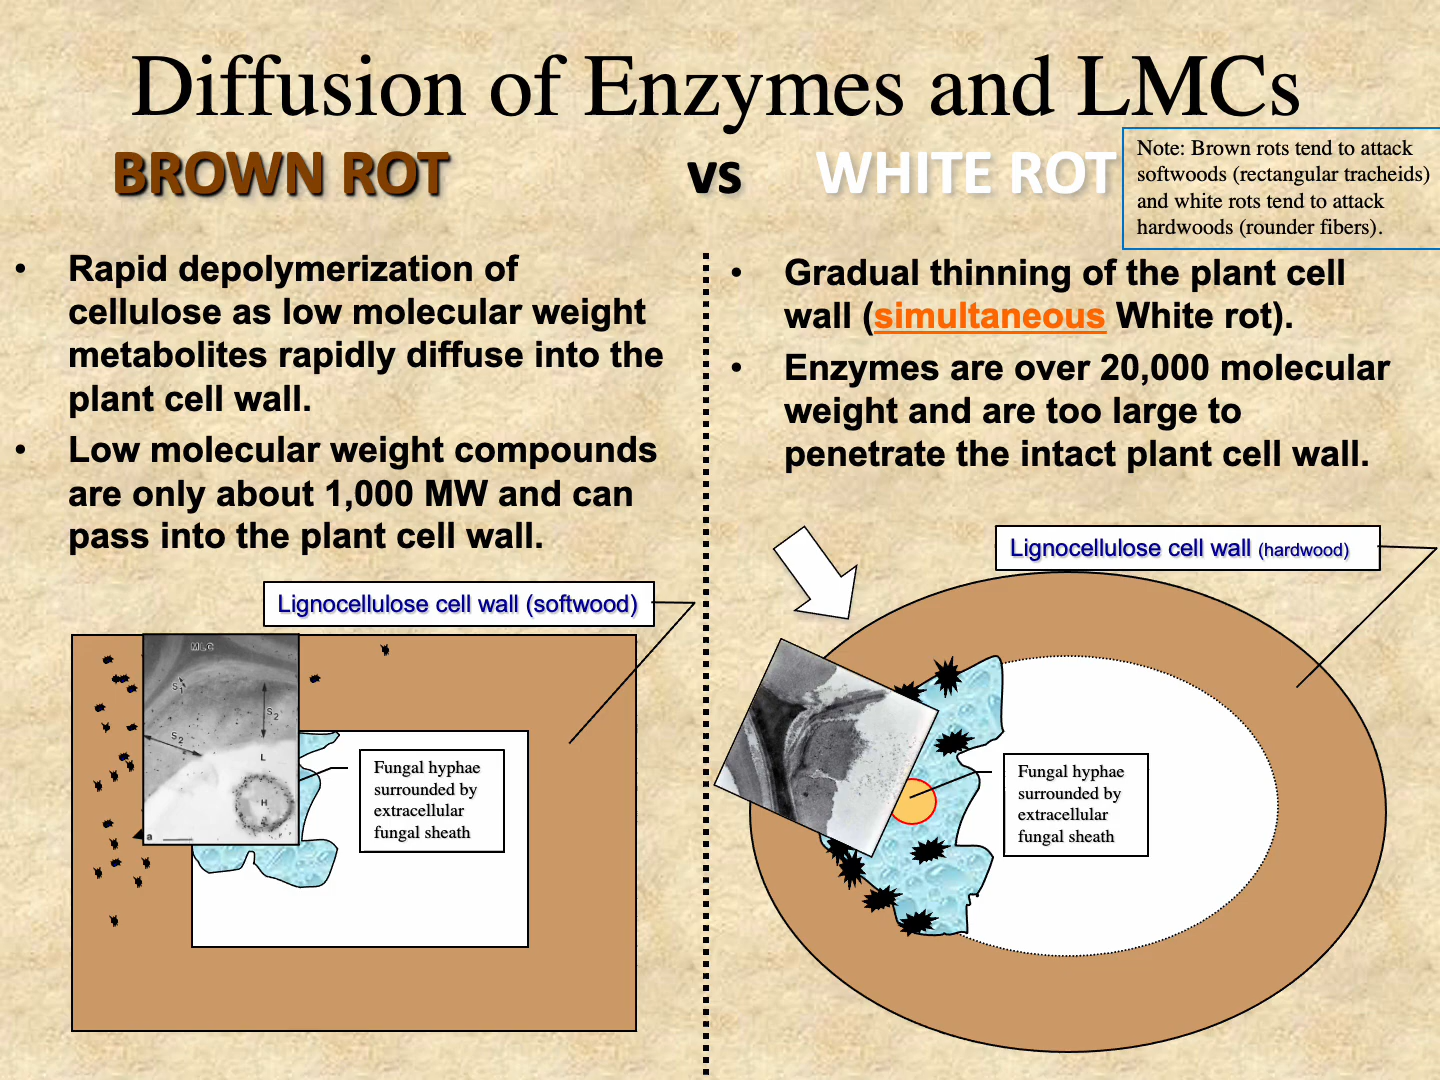 Diffusion of Enzymes and LMCs
BROWN ROT vs WHITE ROT
Note: Brown rots tend to attack
softwoods (rectangular tracheids)
and white rots tend to attack
hardwoods (rounder fibers).
• Rapid depolymerization of
cellulose as low molecular weight
metabolites rapidly diffuse into the
plant cell wall.
• Low molecular weight compounds
are only about 1,000 MW and can
pass into the plant cell wall.
• Gradual thinning of the plant cell
wall (simultaneous White rot).
• Enzymes are over 20,000 molecular
weight and are too large to
penetrate the intact plant cell wall.
Lignocellulose cell wall (softwood)
MLC
S1
S2
S2
L
H
a
Fungal hyphae
surrounded by
extracellular
fungal sheath
Lignocellulose cell wall (hardwood)
Fungal hyphae
surrounded by
extracellular
fungal sheath